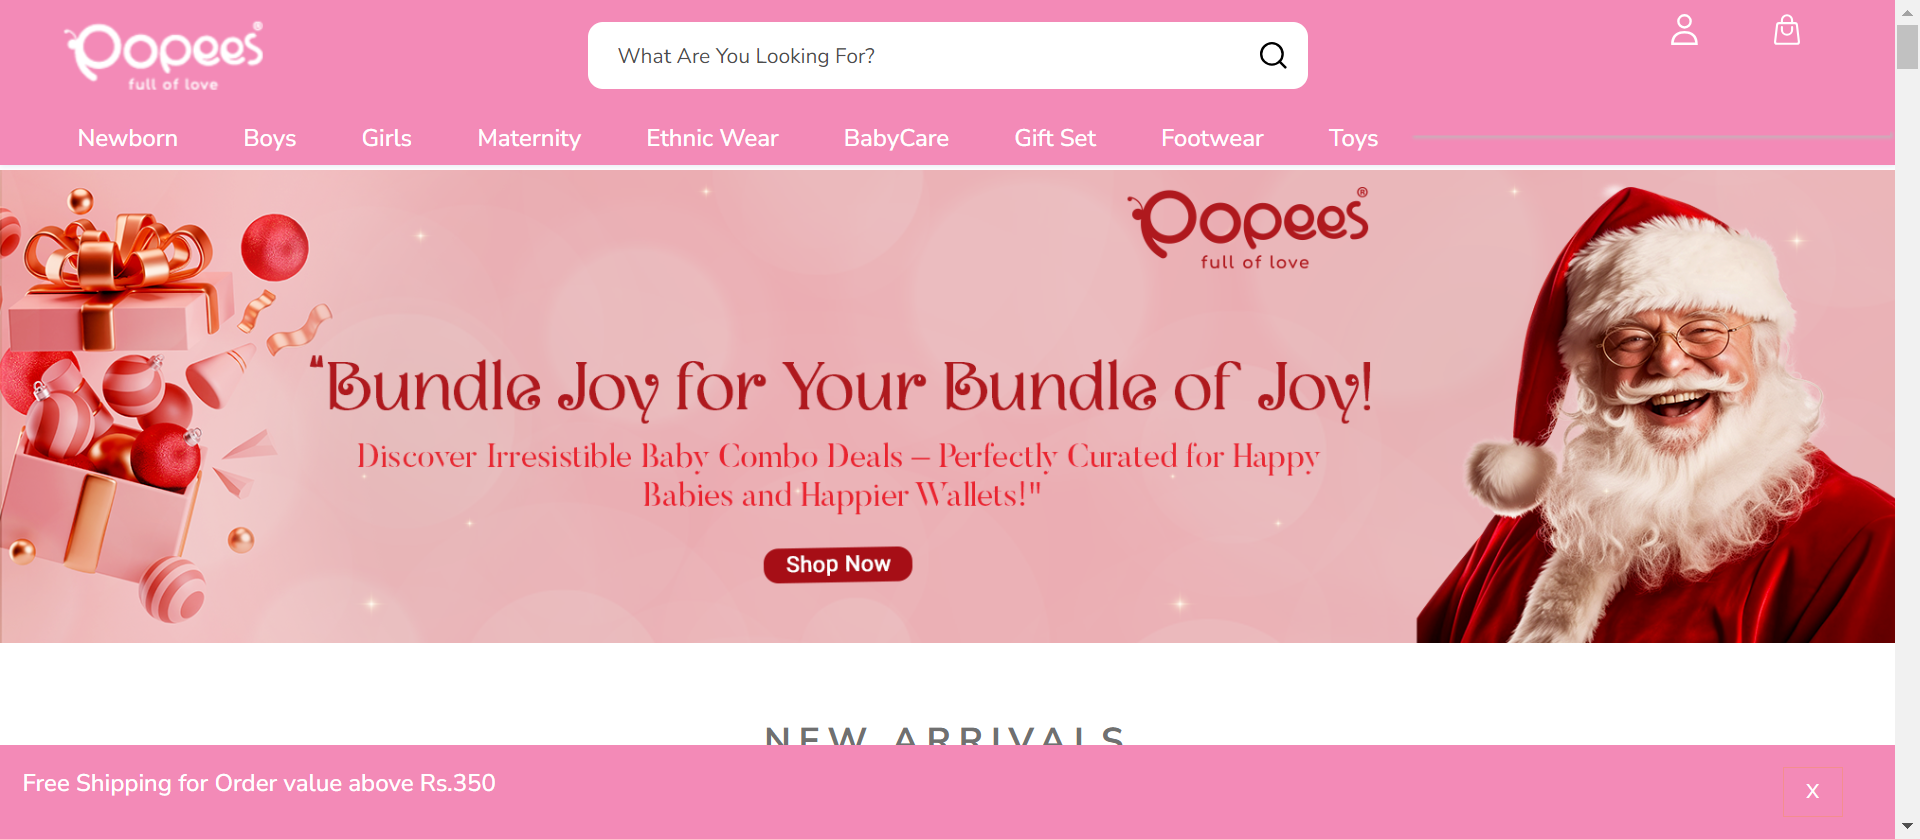 Popees®
full of love
What Are You Looking For?
Newborn Boys Girls Maternity Ethnic Wear BabyCare Gift Set Footwear Toys
Popees®
full of love
“Bundle Joy for Your Bundle of Joy!
Discover Irresistible Baby Combo Deals – Perfectly Curated for Happy
Babies and Happier Wallets!"
Shop Now
NEW ARRIVALS
Free Shipping for Order value above Rs.350
X